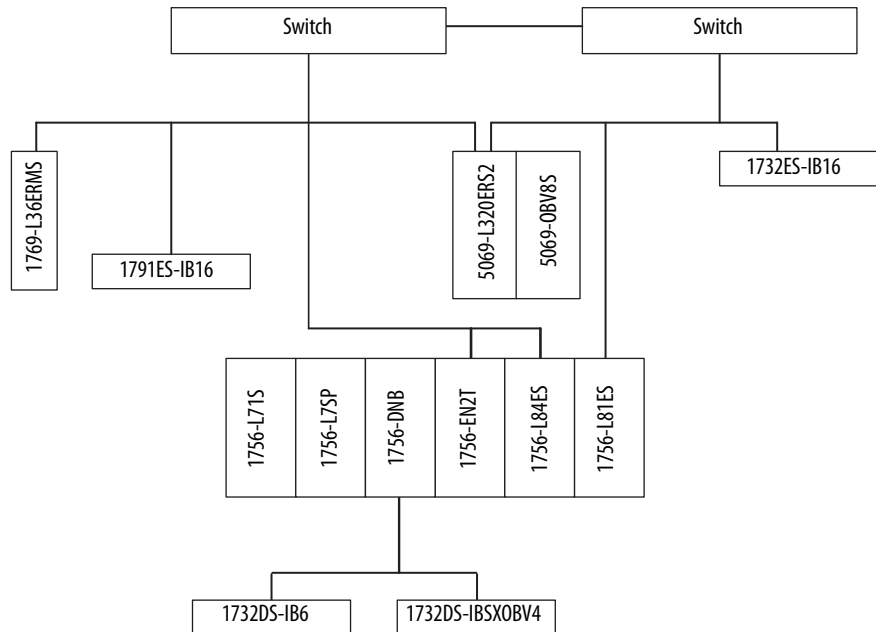 Switch
Switch
1769-L36ERMS
1791ES-IB16
5069-L320ERS2
5069-OBV8S
1732ES-IB16
1756-L71S
1756-L7SP
1756-DNB
1756-EN2T
1756-L84ES
1756-L81ES
1732DS-IB6
1732DS-IBSXOBV4